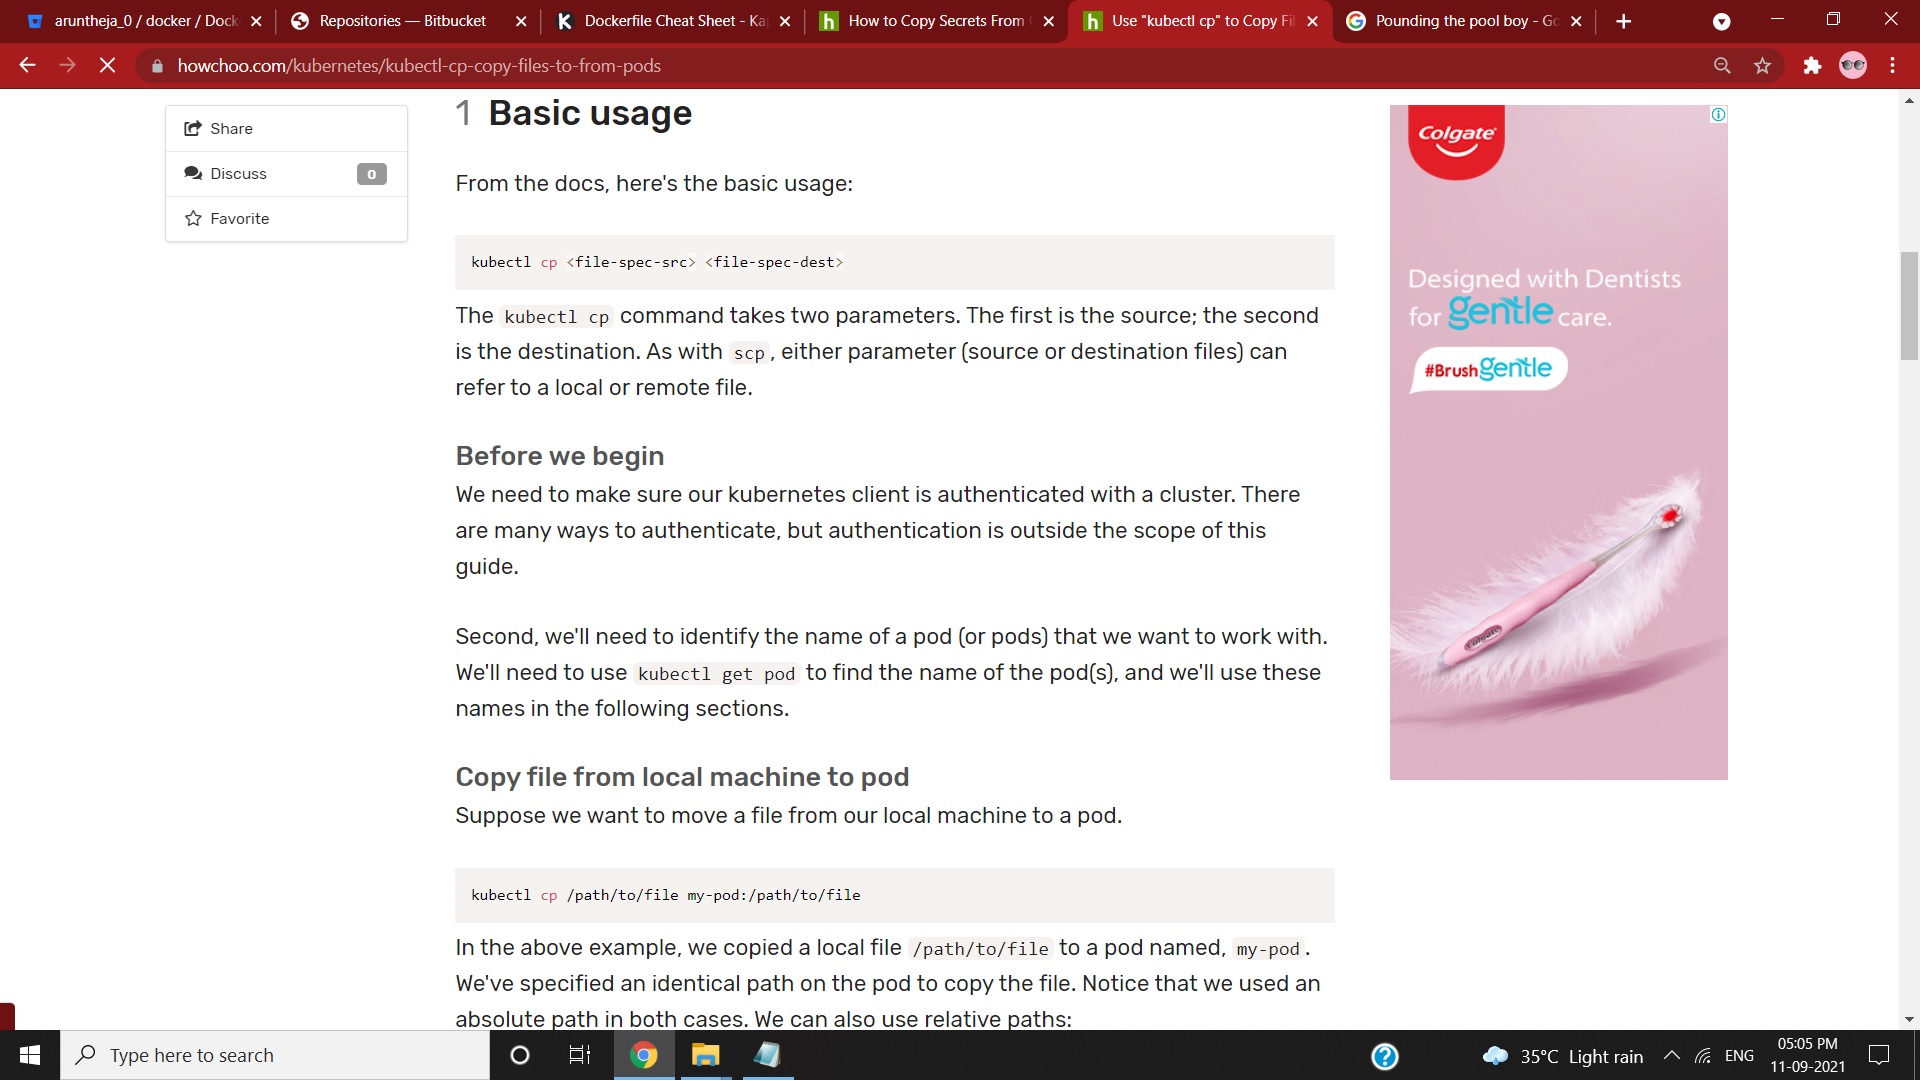 aruntheja_0 / docker / Dock
Repositories — Bitbucket
Dockerfile Cheat Sheet - Ka
How to Copy Secrets From
Use "kubectl cp" to Copy Fil
Pounding the pool boy - Go
howchoo.com/kubernetes/kubectl-cp-copy-files-to-from-pods
Share
Discuss 0
Favorite
1 Basic usage
From the docs, here's the basic usage:
kubectl cp <file-spec-src> <file-spec-dest>
The kubectl cp command takes two parameters. The first is the source; the second
is the destination. As with scp, either parameter (source or destination files) can
refer to a local or remote file.
Before we begin
We need to make sure our kubernetes client is authenticated with a cluster. There
are many ways to authenticate, but authentication is outside the scope of this
guide.
Second, we'll need to identify the name of a pod (or pods) that we want to work with.
We'll need to use kubectl get pod to find the name of the pod(s), and we'll use these
names in the following sections.
Copy file from local machine to pod
Suppose we want to move a file from our local machine to a pod.
kubectl cp /path/to/file my-pod:/path/to/file
In the above example, we copied a local file /path/to/file to a pod named, my-pod.
We've specified an identical path on the pod to copy the file. Notice that we used an
absolute path in both cases. We can also use relative paths:
Colgate
Designed with Dentists
for gentle care.
#Brushgentle
Colgate
Type here to search
35°C Light rain
ENG
05:05 PM
11-09-2021